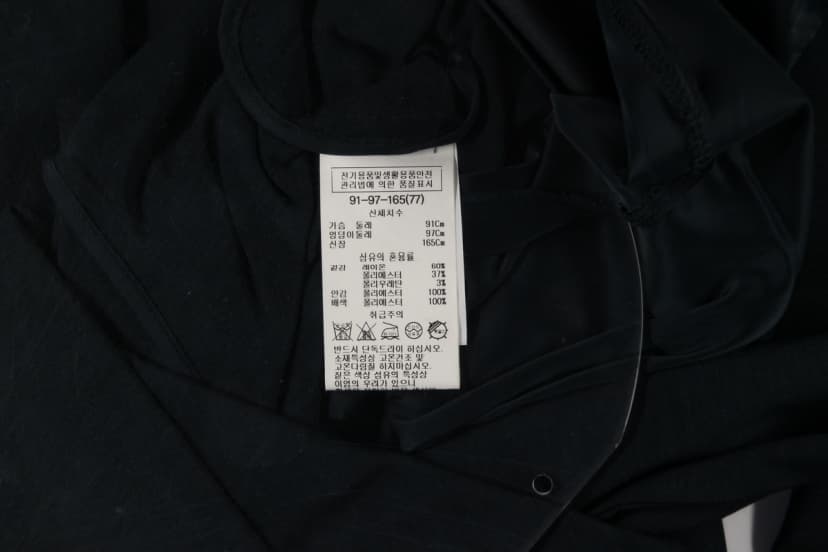 전기용품및생활용품안전
관리법에 의한 품질표시
91-97-165(77)
신체치수
가슴 둘레 91Cm
엉덩이둘레 97Cm
신장 165Cm
섬유의 혼용률
겉감 레이온 60%
폴리에스터 37%
폴리우레탄 3%
안감 폴리에스터 100%
배색 폴리에스터 100%
취급주의
반드시 단독드라이 하십시오.
소재특성상 고온건조 및
고온다림질 하지마십시오.
짙은 색상 섬유의 특성상
이염의 우려가 있으니